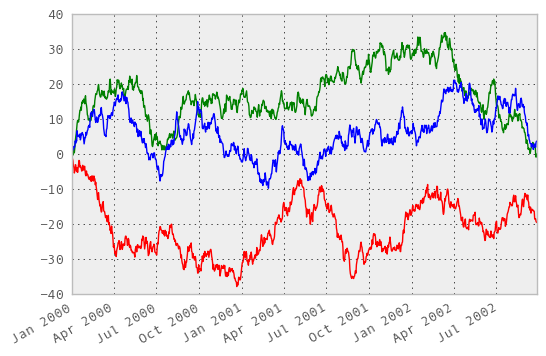 40
30
20
10
0
−10
−20
−30
−40
Jan 2000
Apr 2000
Jul 2000
Oct 2000
Jan 2001
Apr 2001
Jul 2001
Oct 2001
Jan 2002
Apr 2002
Jul 2002